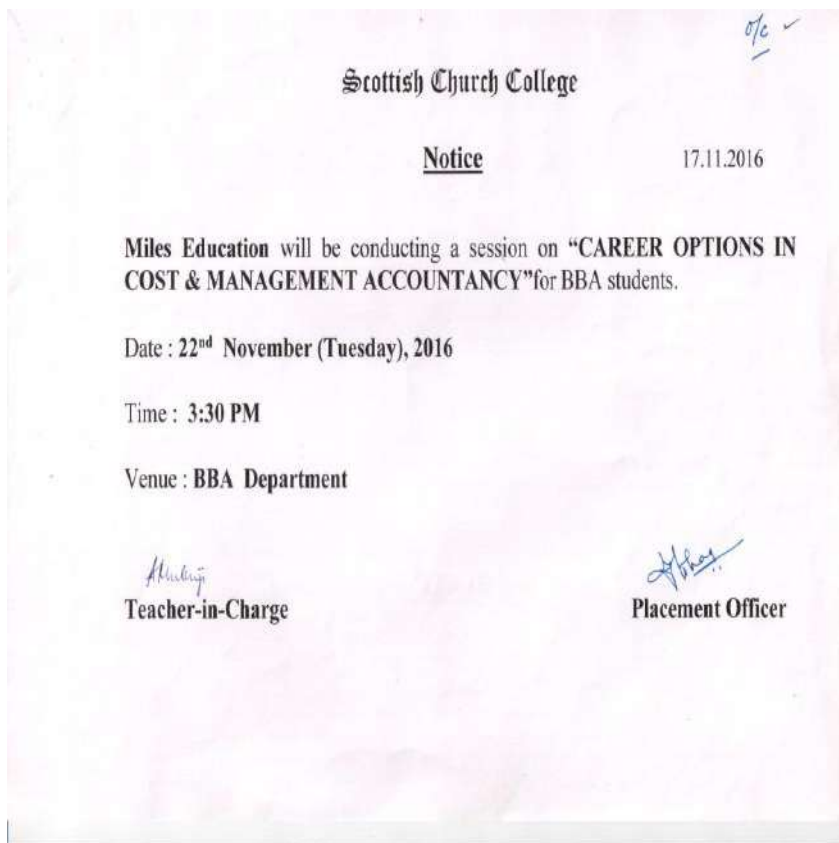 o/c ✓
Scottish Church College
Notice
17.11.2016
Miles Education will be conducting a session on “CAREER OPTIONS IN
COST & MANAGEMENT ACCOUNTANCY”for BBA students.
Date : 22nd November (Tuesday), 2016
Time : 3:30 PM
Venue : BBA Department
Teacher-in-Charge
Placement Officer